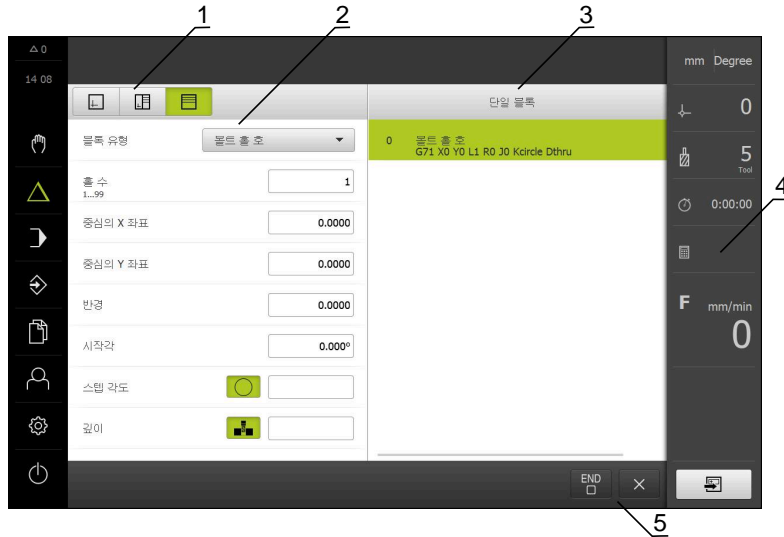 1
2
3
0
14 08
mm Degree
단일 블록
0
블록 유형
볼트 홀 호
0 볼트 홀 호
G71 X0 Y0 L1 R0 J0 Kcircle Dthru
5
Tool
홀 수
1...99
1
4
중심의 X 좌표
0.0000
0:00:00
중심의 Y 좌표
0.0000
반경
0.0000
F mm/min
0
시작각
0.000°
스텝 각도
깊이
END
5